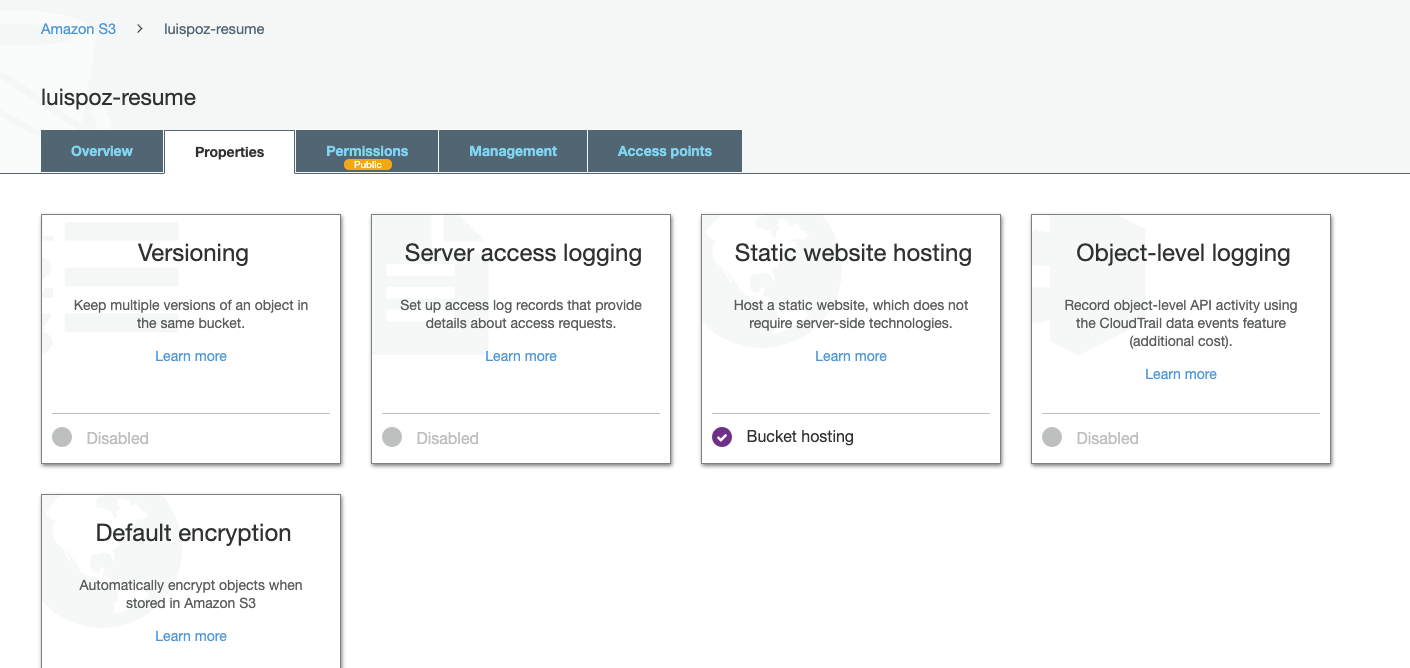 Amazon S3 > luispoz-resume
luispoz-resume
Overview Properties Permissions Management Access points
Public
Versioning
Keep multiple versions of an object in
the same bucket.
Learn more
Disabled
Server access logging
Set up access log records that provide
details about access requests.
Learn more
Disabled
Static website hosting
Host a static website, which does not
require server-side technologies.
Learn more
Bucket hosting
Object-level logging
Record object-level API activity using
the CloudTrail data events feature
(additional cost).
Learn more
Disabled
Default encryption
Automatically encrypt objects when
stored in Amazon S3
Learn more